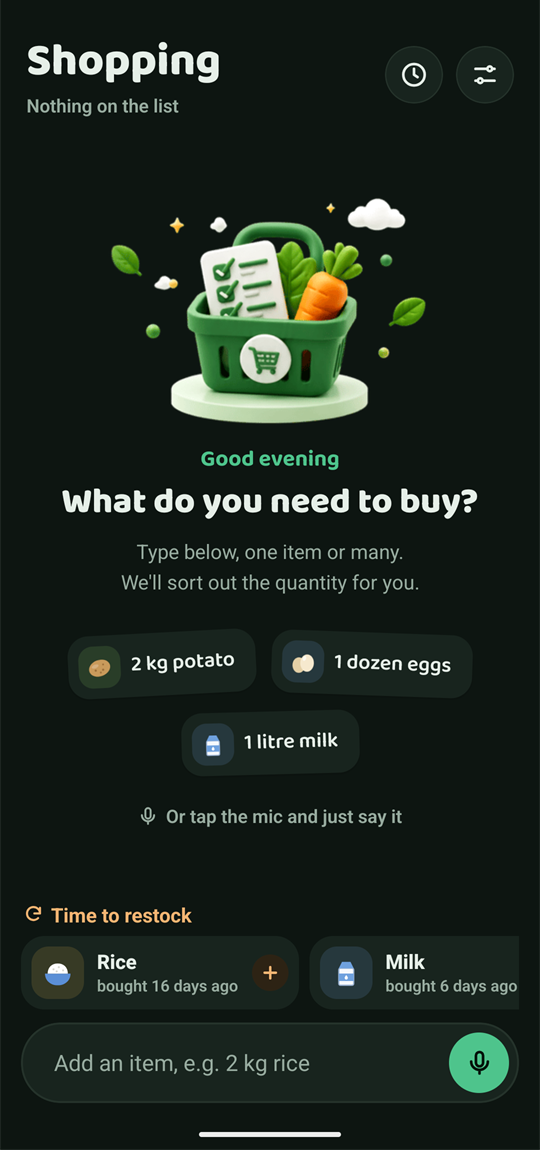 Shopping
Nothing on the list
Good evening
What do you need to buy?
Type below, one item or many.
We'll sort out the quantity for you.
2 kg potato
1 dozen eggs
1 litre milk
Or tap the mic and just say it
Time to restock
Rice
bought 16 days ago
Milk
bought 6 days ago
Add an item, e.g. 2 kg rice